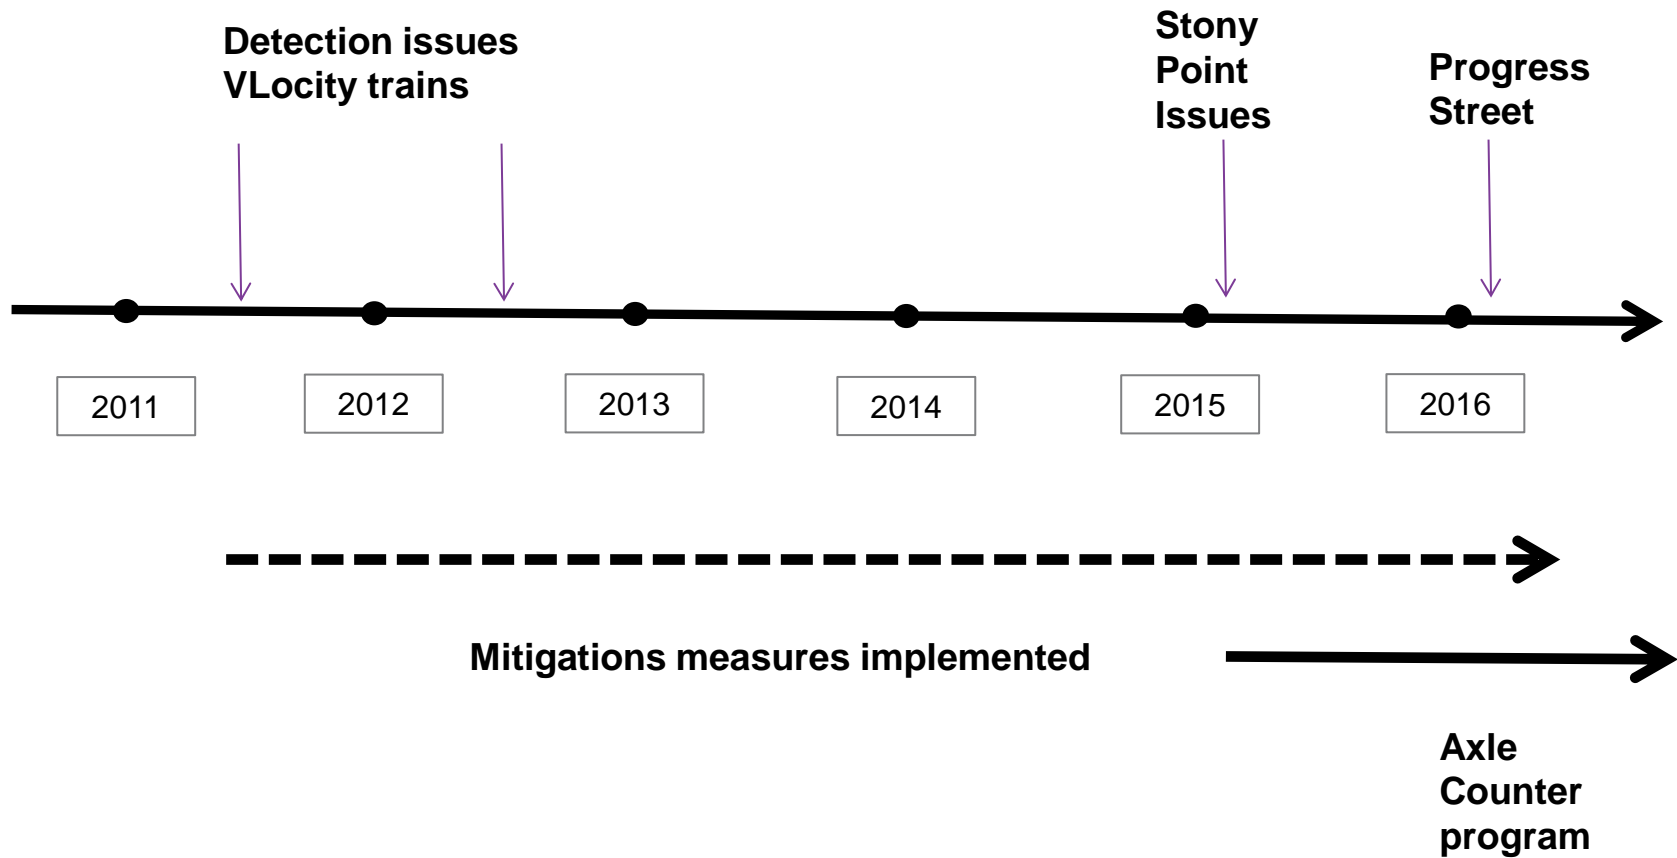 Detection issues
VLocity trains
Stony
Point
Issues
Progress
Street
2011
2012
2013
2014
2015
2016
Mitigations measures implemented
Axle
Counter
program